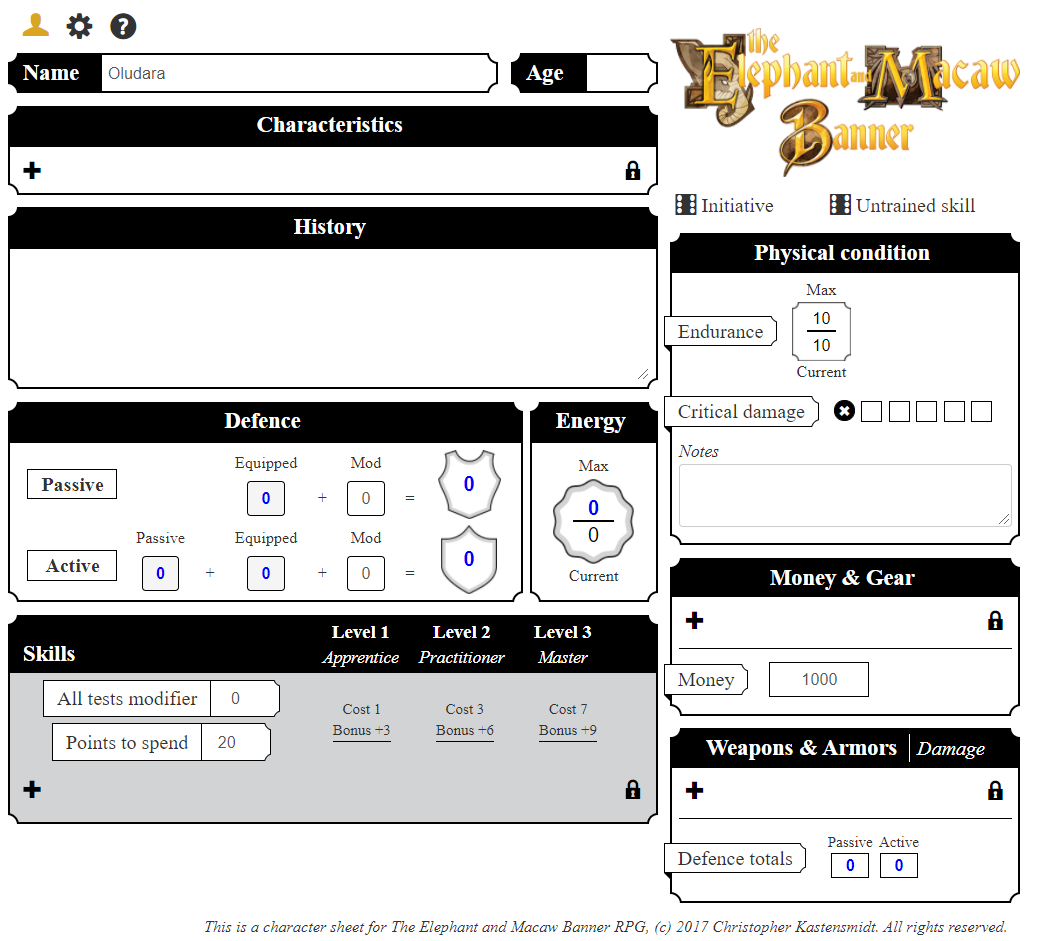 Name Oludara
Age
the
Elephant and Macaw
Banner
Characteristics
History
Initiative
Untrained skill
Physical condition
Max
Endurance
10
10
Current
Critical damage
Notes
Defence
Equipped Mod
Passive 0 + 0 = 0
Passive Equipped Mod
Active 0 + 0 + 0 = 0
Energy
Max
0
0
Current
Money & Gear
Money 1000
Skills
Level 1 Level 2 Level 3
Apprentice Practitioner Master
All tests modifier 0
Points to spend 20
Cost 1 Cost 3 Cost 7
Bonus +3 Bonus +6 Bonus +9
Weapons & Armors Damage
Passive Active
Defence totals 0 0
This is a character sheet for The Elephant and Macaw Banner RPG, (c) 2017 Christopher Kastensmidt. All rights reserved.